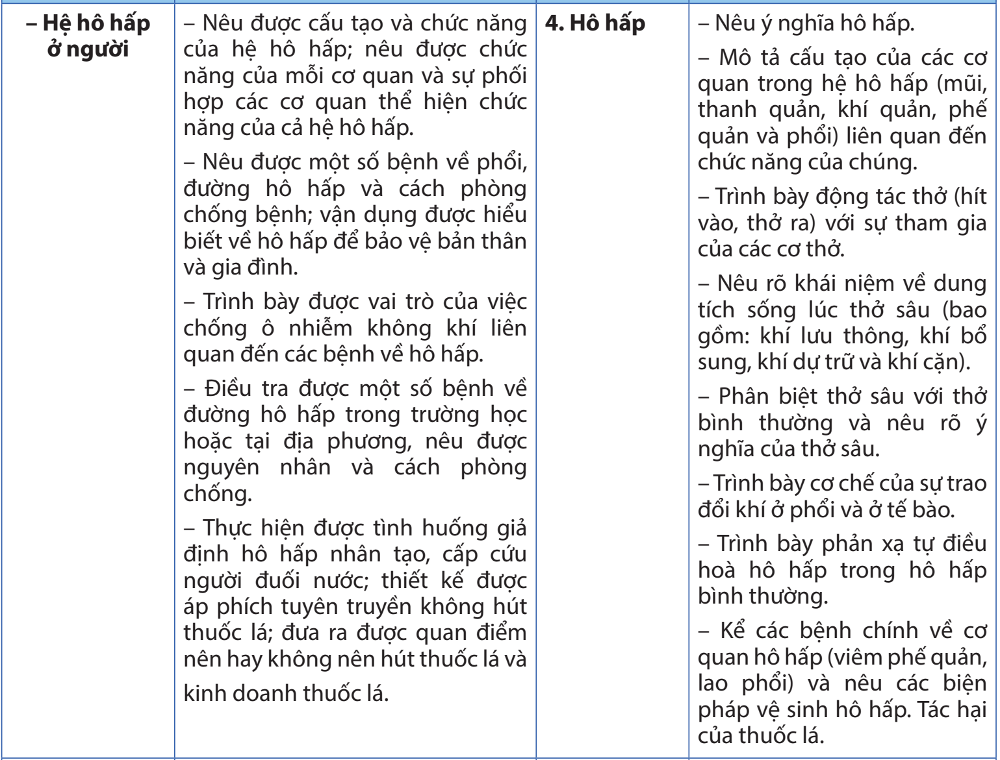 – Hệ hô hấp
ở người
– Nêu được cấu tạo và chức năng
của hệ hô hấp; nêu được chức
năng của mỗi cơ quan và sự phối
hợp các cơ quan thể hiện chức
năng của cả hệ hô hấp.
– Nêu được một số bệnh về phổi,
đường hô hấp và cách phòng
chống bệnh; vận dụng được hiểu
biết về hô hấp để bảo vệ bản thân
và gia đình.
– Trình bày được vai trò của việc
chống ô nhiễm không khí liên
quan đến các bệnh về hô hấp.
– Điều tra được một số bệnh về
đường hô hấp trong trường học
hoặc tại địa phương, nêu được
nguyên nhân và cách phòng
chống.
– Thực hiện được tình huống giả
định hô hấp nhân tạo, cấp cứu
người đuối nước; thiết kế được
áp phích tuyên truyền không hút
thuốc lá; đưa ra được quan điểm
nên hay không nên hút thuốc lá và
kinh doanh thuốc lá.
4. Hô hấp
– Nêu ý nghĩa hô hấp.
– Mô tả cấu tạo của các cơ
quan trong hệ hô hấp (mũi,
thanh quản, khí quản, phế
quản và phổi) liên quan đến
chức năng của chúng.
– Trình bày động tác thở (hít
vào, thở ra) với sự tham gia
của các cơ thở.
– Nêu rõ khái niệm về dung
tích sống lúc thở sâu (bao
gồm: khí lưu thông, khí bổ
sung, khí dự trữ và khí cặn).
– Phân biệt thở sâu với thở
bình thường và nêu rõ ý
nghĩa của thở sâu.
– Trình bày cơ chế của sự trao
đổi khí ở phổi và ở tế bào.
– Trình bày phản xạ tự điều
hoà hô hấp trong hô hấp
bình thường.
– Kể các bệnh chính về cơ
quan hô hấp (viêm phế quản,
lao phổi) và nêu các biện
pháp vệ sinh hô hấp. Tác hại
của thuốc lá.